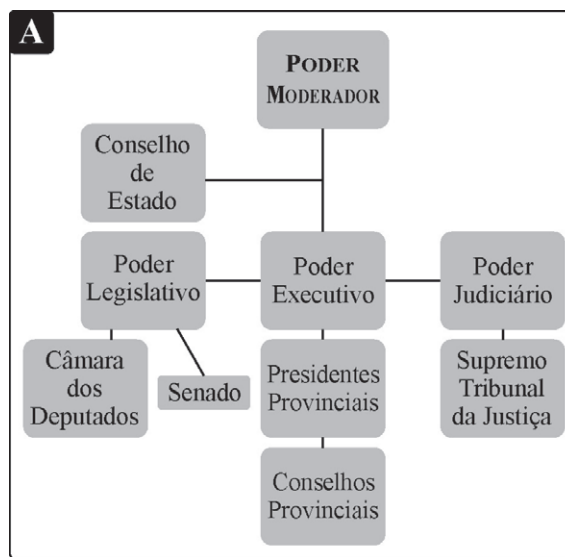 A
PODER
MODERADOR
Conselho
de
Estado
Poder
Legislativo
Poder
Executivo
Poder
Judiciário
Câmara
dos
Deputados
Senado
Presidentes
Provinciais
Supremo
Tribunal
da Justiça
Conselhos
Provinciais